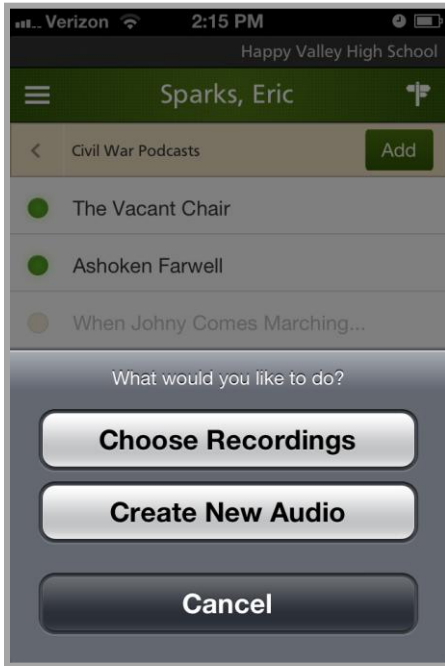 Verizon 2:15 PM
Happy Valley High School
Sparks, Eric
Civil War Podcasts Add
The Vacant Chair
Ashoken Farwell
When Johny Comes Marching...
What would you like to do?
Choose Recordings
Create New Audio
Cancel